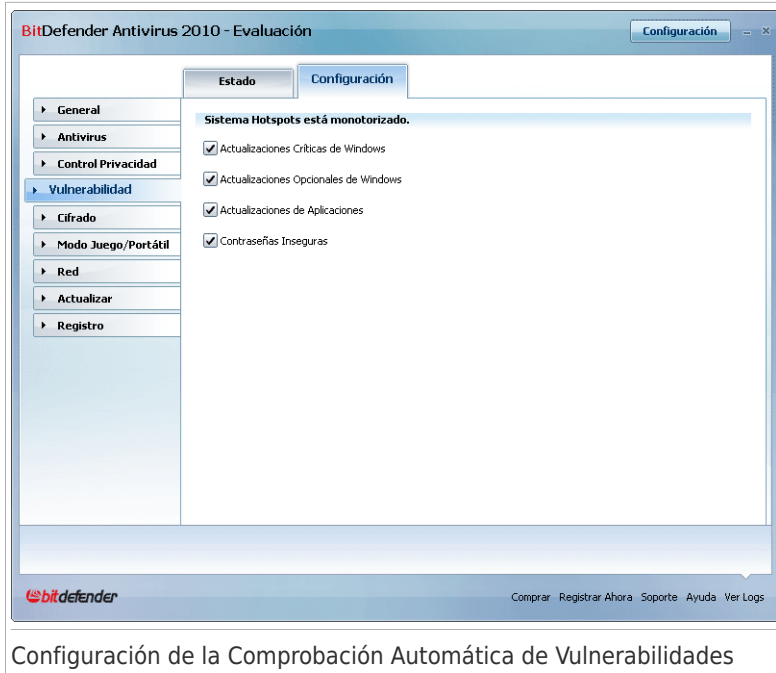 BitDefender Antivirus 2010 - Evaluación
Configuración
Estado
Configuración
General
Antivirus
Control Privacidad
Vulnerabilidad
Cifrado
Modo Juego/Portátil
Red
Actualizar
Registro
Sistema Hotspots está monotorizado.
Actualizaciones Críticas de Windows
Actualizaciones Opcionales de Windows
Actualizaciones de Aplicaciones
Contraseñas Inseguras
bitdefender
Comprar Registrar Ahora Soporte Ayuda Ver Logs
Configuración de la Comprobación Automática de Vulnerabilidades